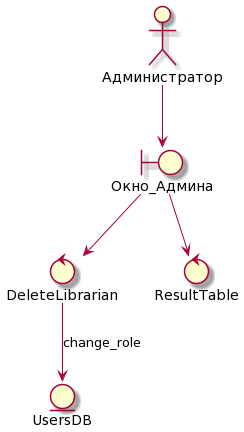 Администратор
Окно_Админа
DeleteLibrarian
ResultTable
change_role
UsersDB